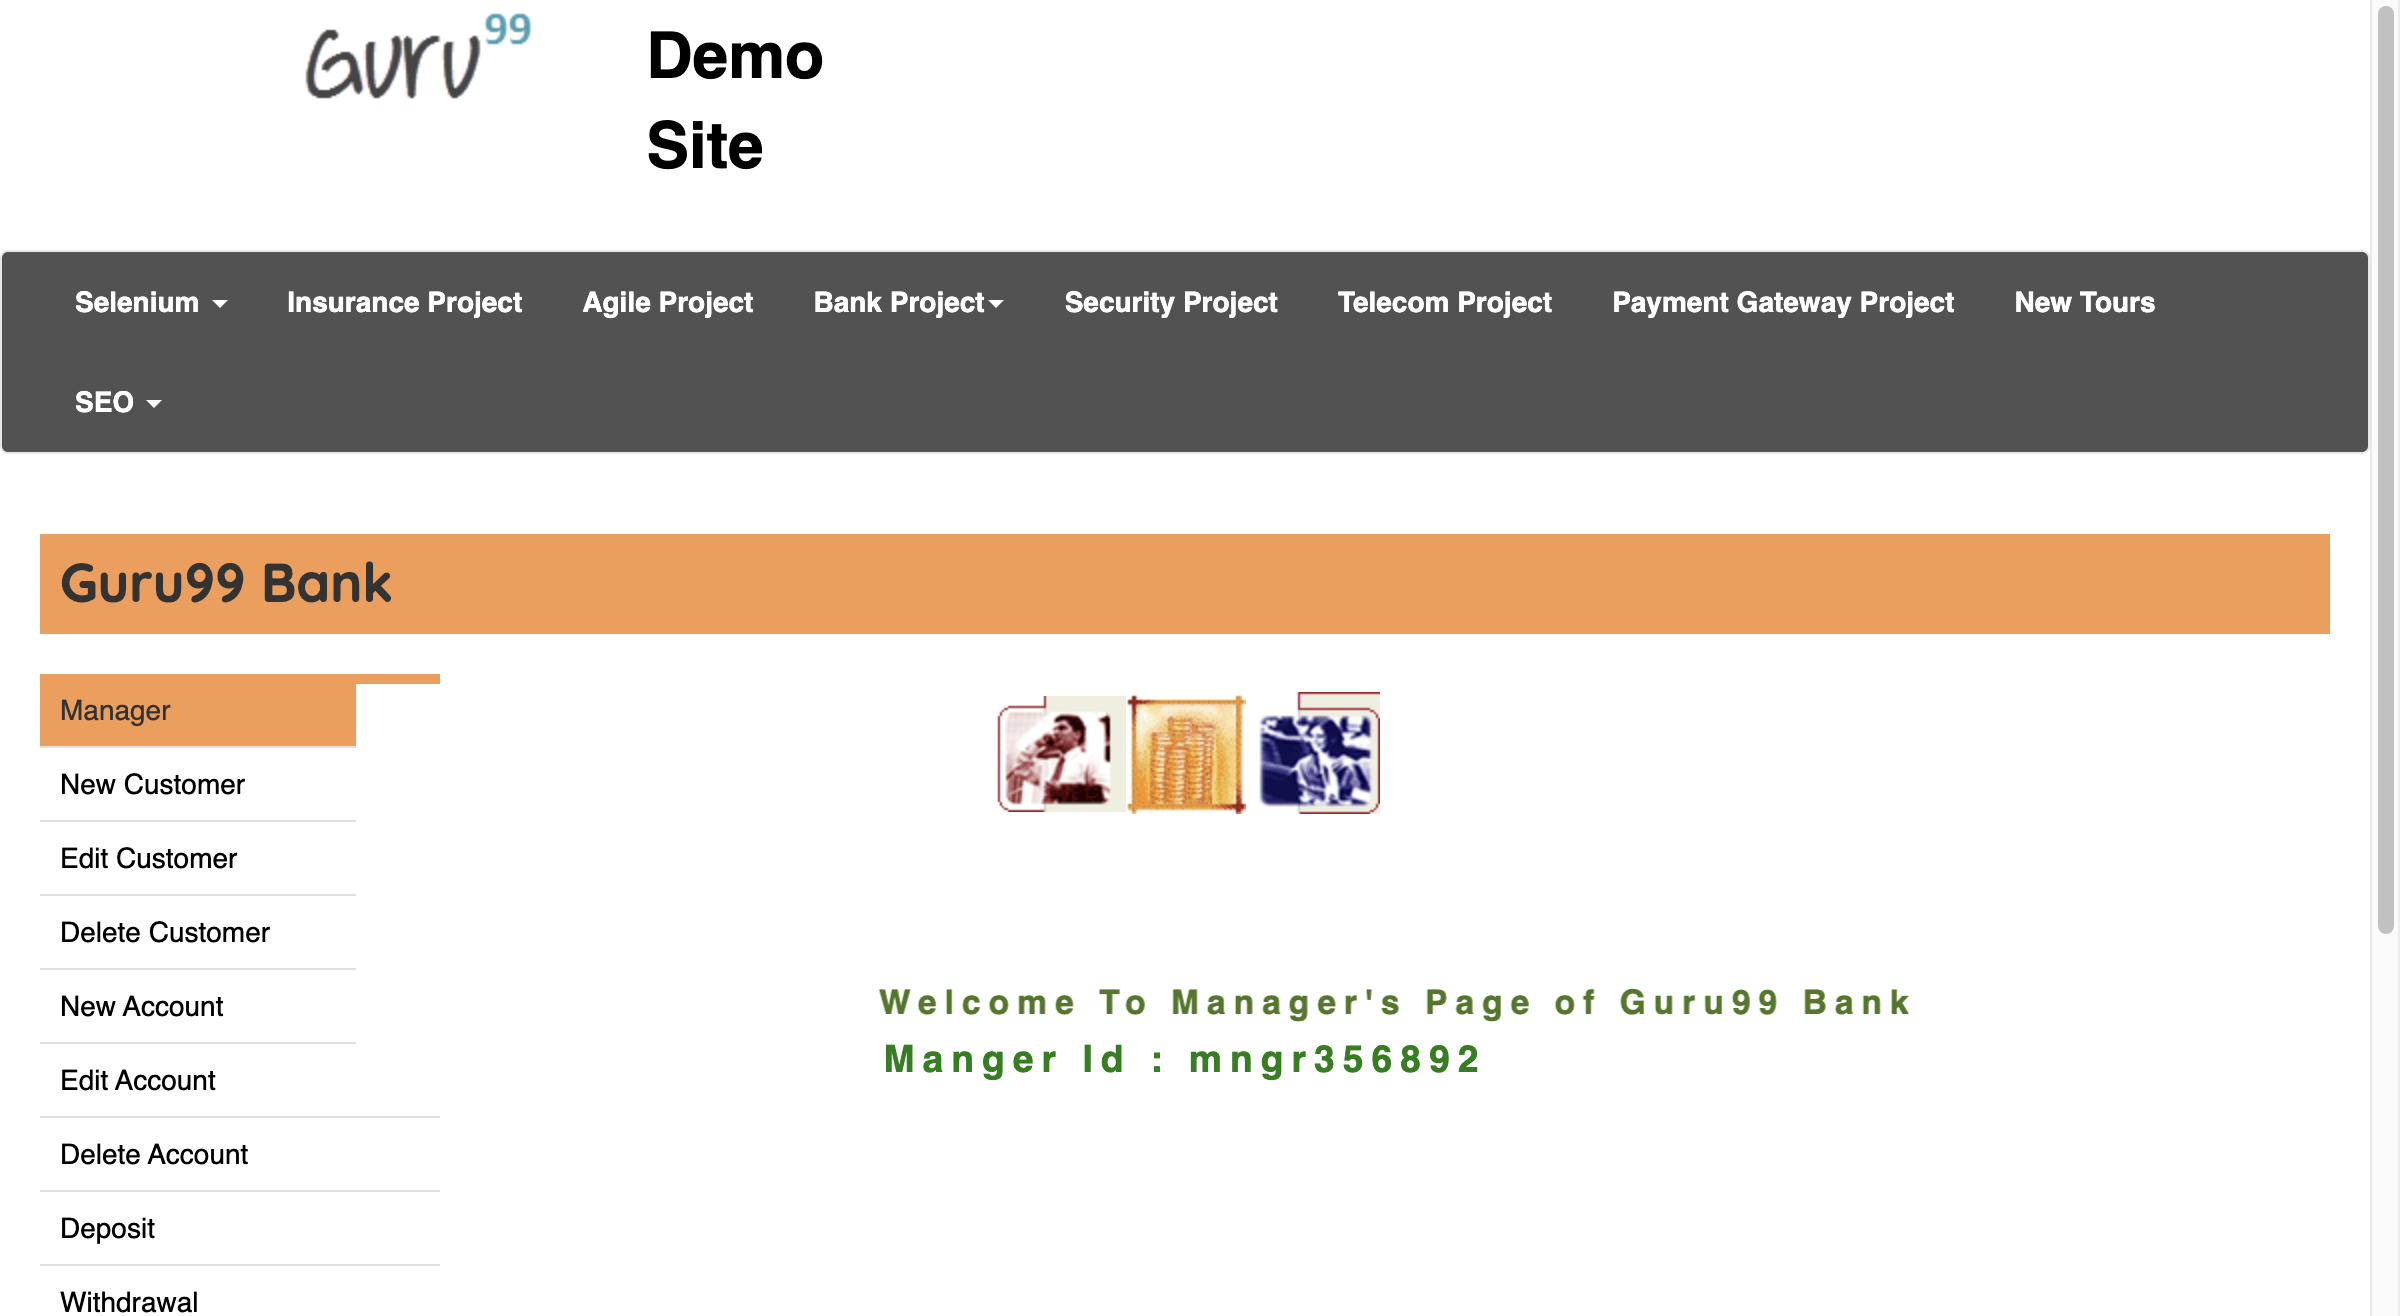 Guru99
Demo
Site
Selenium Insurance Project Agile Project Bank Project Security Project Telecom Project Payment Gateway Project New Tours
SEO
Guru99 Bank
Manager
New Customer
Edit Customer
Delete Customer
New Account
Edit Account
Delete Account
Deposit
Withdrawal
Welcome To Manager's Page of Guru99 Bank
Manger Id : mngr356892